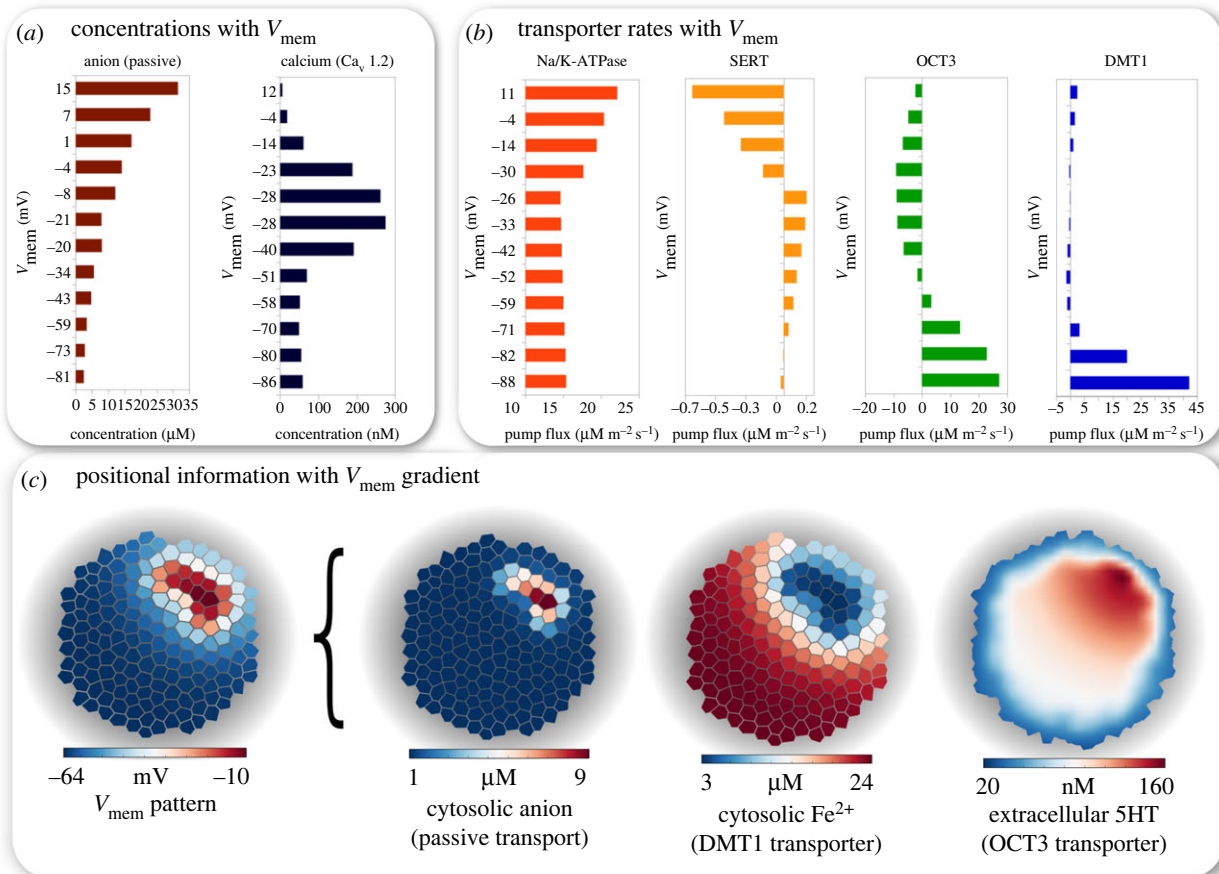 (a) concentrations with Vmem
anion (passive)
15
7
1
–4
–8
–21
–20
–34
–43
–59
–73
–81
Vmem (mV)
0 5 10 15 20 25 30 35
concentration (µM)
calcium (Cav 1.2)
12
–4
–14
–23
–28
–28
–40
–51
–58
–70
–80
–86
Vmem (mV)
0 100 200 300
concentration (nM)
(b) transporter rates with Vmem
Na/K-ATPase
11
–4
–14
–30
–26
–33
–42
–52
–59
–71
–82
–88
Vmem (mV)
10 15 20 25
pump flux (µM m−2 s−1)
SERT
Vmem (mV)
–0.7 –0.5 –0.3 0 0.2
pump flux (µM m−2 s−1)
OCT3
Vmem (mV)
–20 –10 0 10 20 30
pump flux (µM m−2 s−1)
DMT1
Vmem (mV)
–5 5 15 25 35 45
pump flux (µM m−2 s−1)
(c) positional information with Vmem gradient
–64 mV –10
Vmem pattern
1 µM 9
cytosolic anion
(passive transport)
3 µM 24
cytosolic Fe2+
(DMT1 transporter)
20 nM 160
extracellular 5HT
(OCT3 transporter)